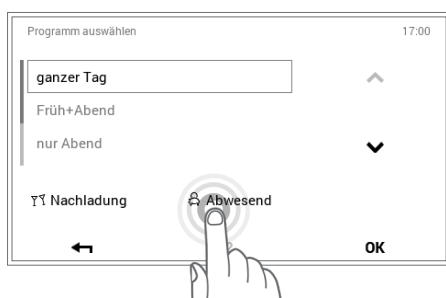 Programm auswählen 17:00
ganzer Tag
Früh+Abend
nur Abend
Nachladung Abwesend
OK